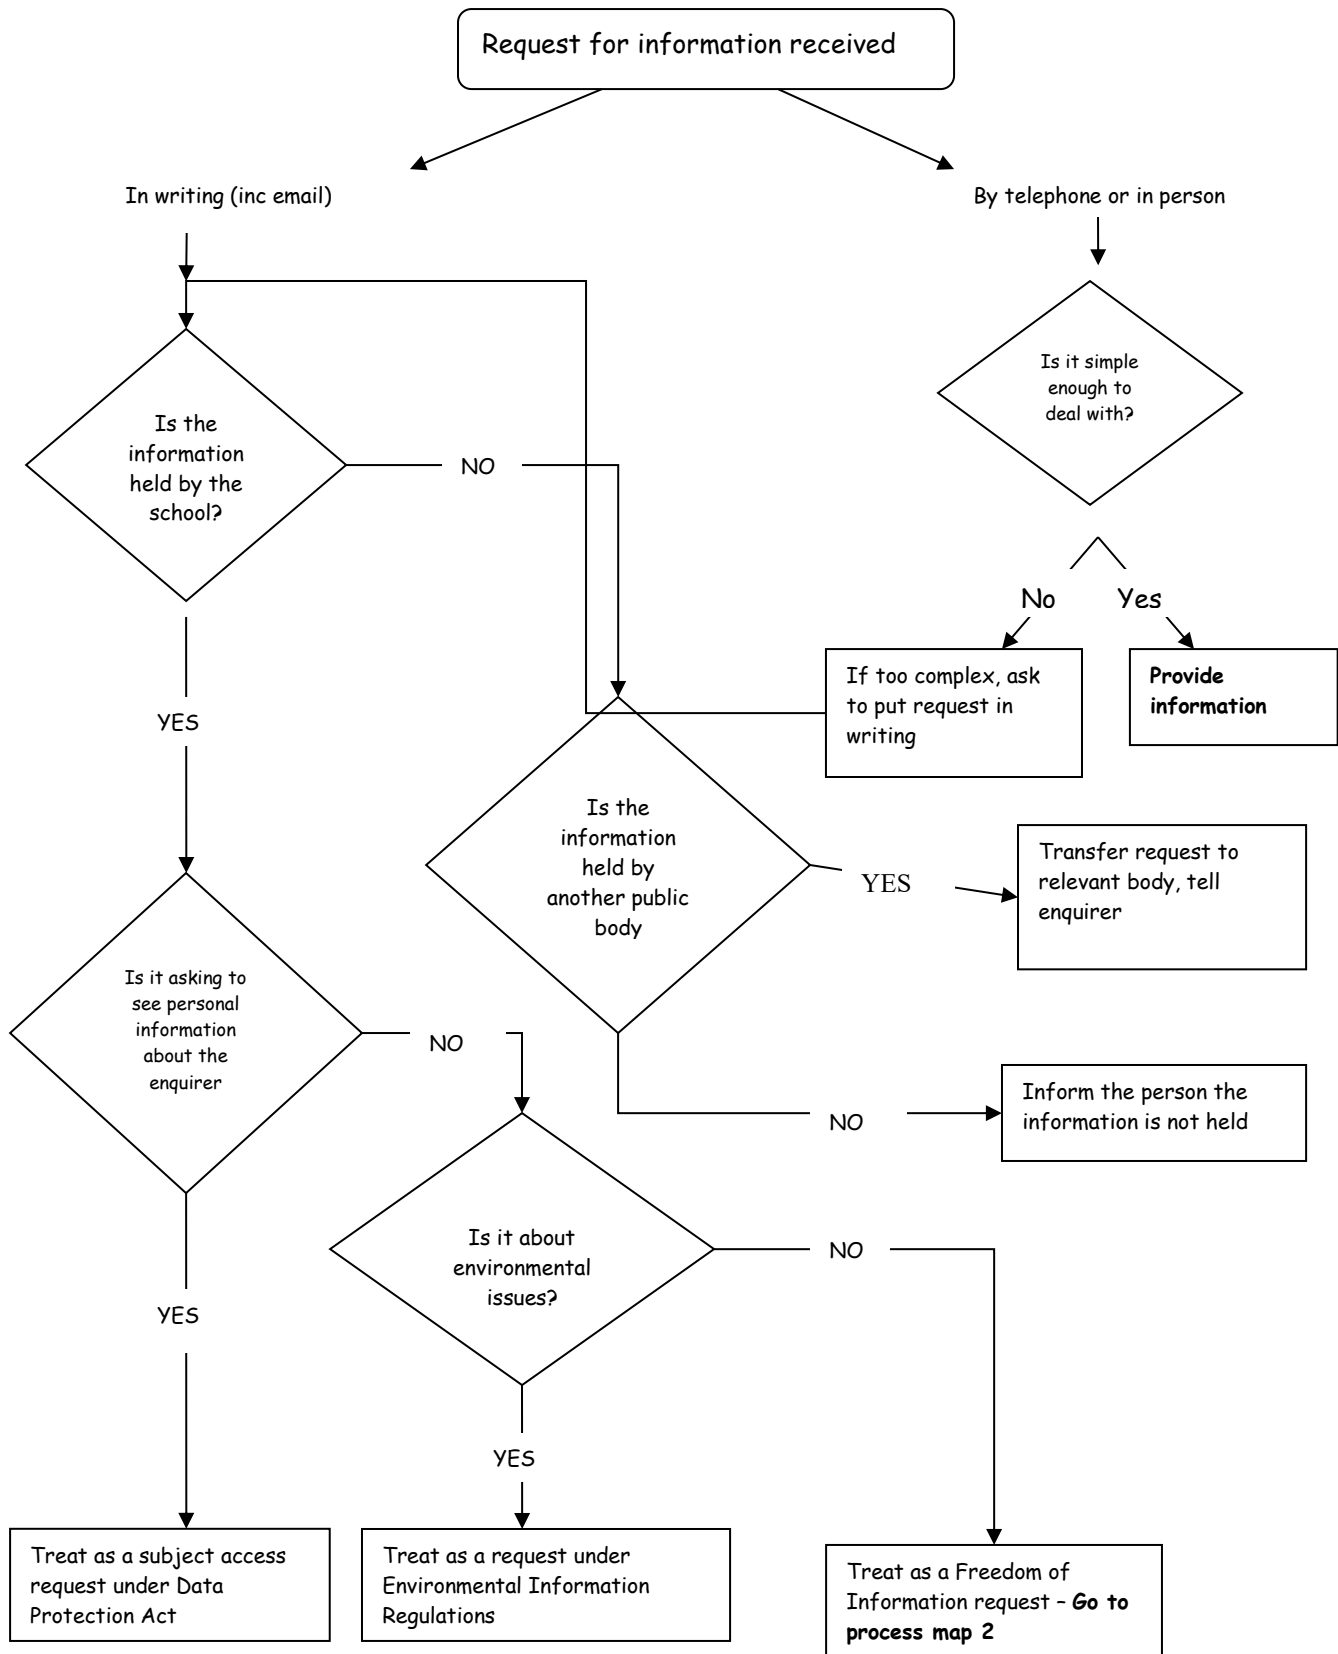 Request for information received
In writing (inc email)
By telephone or in person
Is it simple
enough to
deal with?
Is the
information
held by the
school?
NO
No
Yes
If too complex, ask
to put request in
writing
Provide
information
YES
Is the
information
held by
another public
body
YES
Transfer request to
relevant body, tell
enquirer
Is it asking to
see personal
information
about the
enquirer
NO
NO
Inform the person the
information is not held
Is it about
environmental
issues?
NO
YES
YES
Treat as a subject access
request under Data
Protection Act
Treat as a request under
Environmental Information
Regulations
Treat as a Freedom of
Information request – Go to
process map 2